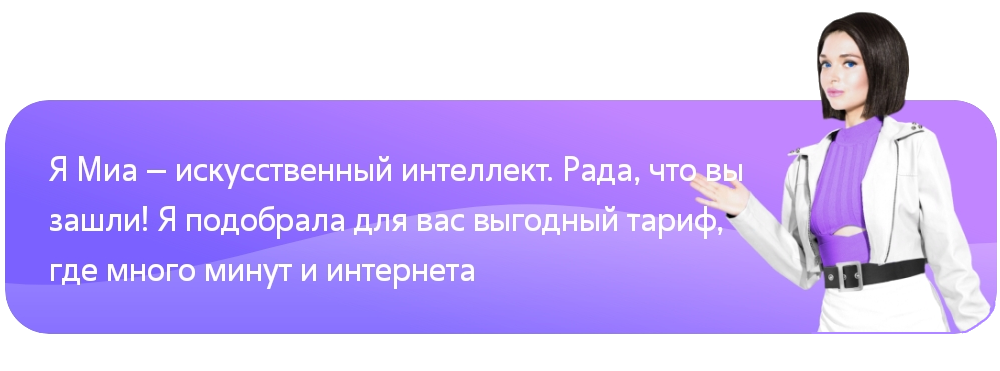 Я Миа – искусственный интеллект. Рада, что вы
зашли! Я подобрала для вас выгодный тариф,
где много минут и интернета